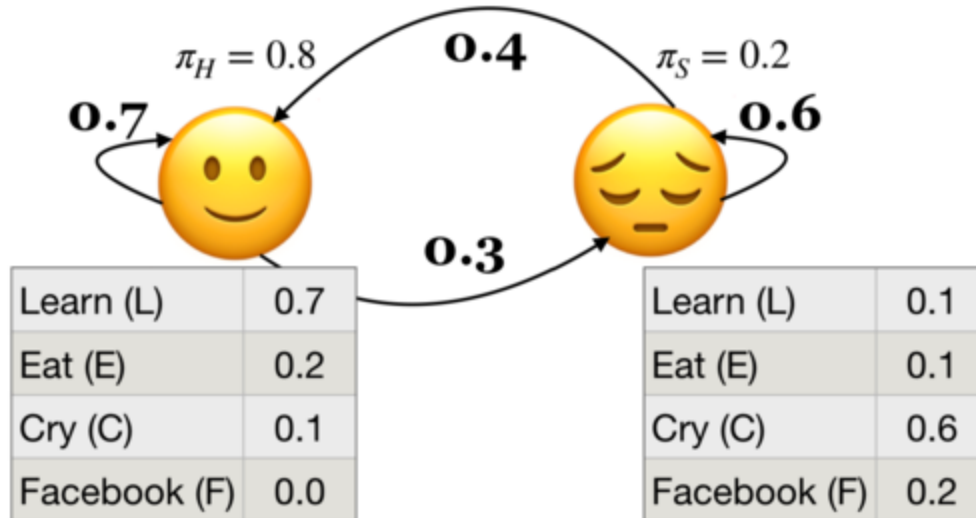 0.4
π_H = 0.8
π_S = 0.2
0.7
0.6
0.3
Learn (L) 0.7
Eat (E) 0.2
Cry (C) 0.1
Facebook (F) 0.0
Learn (L) 0.1
Eat (E) 0.1
Cry (C) 0.6
Facebook (F) 0.2